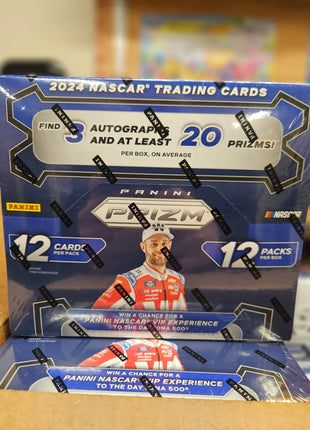 2024 NASCAR® TRADING CARDS
FIND 3 AUTOGRAPHS AND AT LEAST 20 PRIZMS!
PER BOX, ON AVERAGE
PANINI
PRIZM
PANINI
NASCAR
12 CARDS PER PACK
12 PACKS PER BOX
WIN A CHANCE FOR A
PANINI NASCAR® VIP EXPERIENCE
TO THE DAYTONA 500®
WIN A CHANCE FOR A
PANINI NASCAR® VIP EXPERIENCE
TO THE DAYTONA 500®